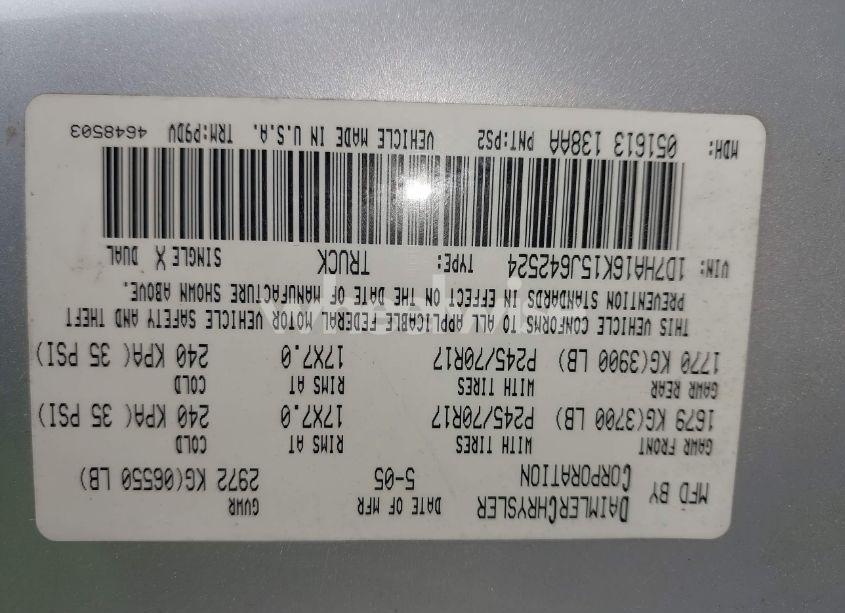 MFD BY DAIMLERCHRYSLER CORPORATION DATE OF MFR 5-05 GVWR 2972 KG(06550 LB)
GAWR FRONT WITH TIRES RIMS AT COLD
1679 KG(3700 LB) P245/70R17 17X7.0 240 KPA(35 PSI)
GAWR REAR WITH TIRES RIMS AT COLD
1770 KG(3900 LB) P245/70R17 17X7.0 240 KPA(35 PSI)
THIS VEHICLE CONFORMS TO ALL APPLICABLE FEDERAL MOTOR VEHICLE SAFETY AND THEFT
PREVENTION STANDARDS IN EFFECT ON THE DATE OF MANUFACTURE SHOWN ABOVE.
VIN: 1D7HA16K15J642524 TYPE: TRUCK SINGLE X DUAL
MDH: 051613 138AA PNT:PS2 VEHICLE MADE IN U.S.A. TRM:P9DV 4648503